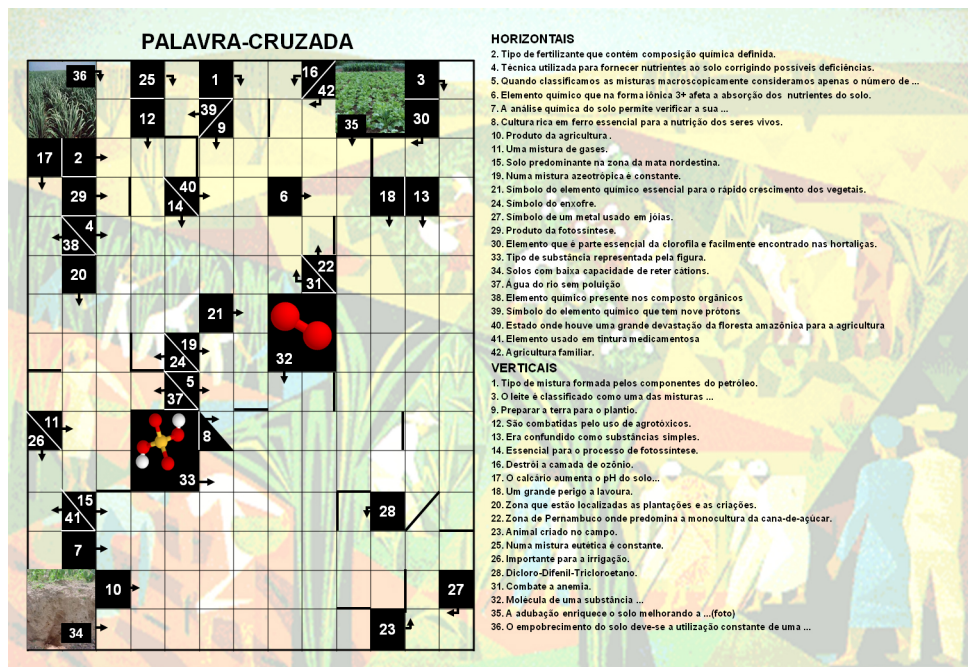 PALAVRA-CRUZADA
36 25 1 16 42 3
12 39 9 35 30
17 2
29 40 14 6 18 13
4 38
20 22 31
21 32
19 24
5 37
11 26 8
33
15 41 28
7
10 27
34 23
HORIZONTAIS
2. Tipo de fertilizante que contém composição química definida.
4. Técnica utilizada para fornecer nutrientes ao solo corrigindo possíveis deficiências.
5. Quando classificamos as misturas macroscopicamente consideramos apenas o número de ...
6. Elemento químico que na forma iônica 3+ afeta a absorção dos nutrientes do solo.
7. A análise química do solo permite verificar a sua ...
8. Cultura rica em ferro essencial para a nutrição dos seres vivos.
10. Produto da agricultura .
11. Uma mistura de gases.
15. Solo predominante na zona da mata nordestina.
19. Numa mistura azeotrópica é constante.
21. Símbolo do elemento químico essencial para o rápido crescimento dos vegetais.
24. Símbolo do enxofre.
27. Símbolo de um metal usado em jóias.
29. Produto da fotossíntese.
30. Elemento que é parte essencial da clorofila e facilmente encontrado nas hortaliças.
33. Tipo de substância representada pela figura.
34. Solos com baixa capacidade de reter cátions.
37. Água do rio sem poluição
38. Elemento químico presente nos composto orgânicos
39. Símbolo do elemento químico que tem nove prótons
40. Estado onde houve uma grande devastação da floresta amazônica para a agricultura
41. Elemento usado em tintura medicamentosa
42. Agricultura familiar.
VERTICAIS
1. Tipo de mistura formada pelos componentes do petróleo.
3. O leite é classificado como uma das misturas ...
9. Preparar a terra para o plantio.
12. São combatidas pelo uso de agrotóxicos.
13. Era confundido como substâncias simples.
14. Essencial para o processo de fotossíntese.
16. Destrói a camada de ozônio.
17. O calcário aumenta o pH do solo...
18. Um grande perigo a lavoura.
20. Zona que estão localizadas as plantações e as criações.
22. Zona de Pernambuco onde predomina a monocultura da cana-de-açúcar.
23. Animal criado no campo.
25. Numa mistura eutética é constante.
26. Importante para a irrigação.
28. Dicloro-Difenil-Tricloroetano.
31. Combate a anemia.
32. Molécula de uma substância ...
35. A adubação enriquece o solo melhorando a ...(foto)
36. O empobrecimento do solo deve-se a utilização constante de uma ...